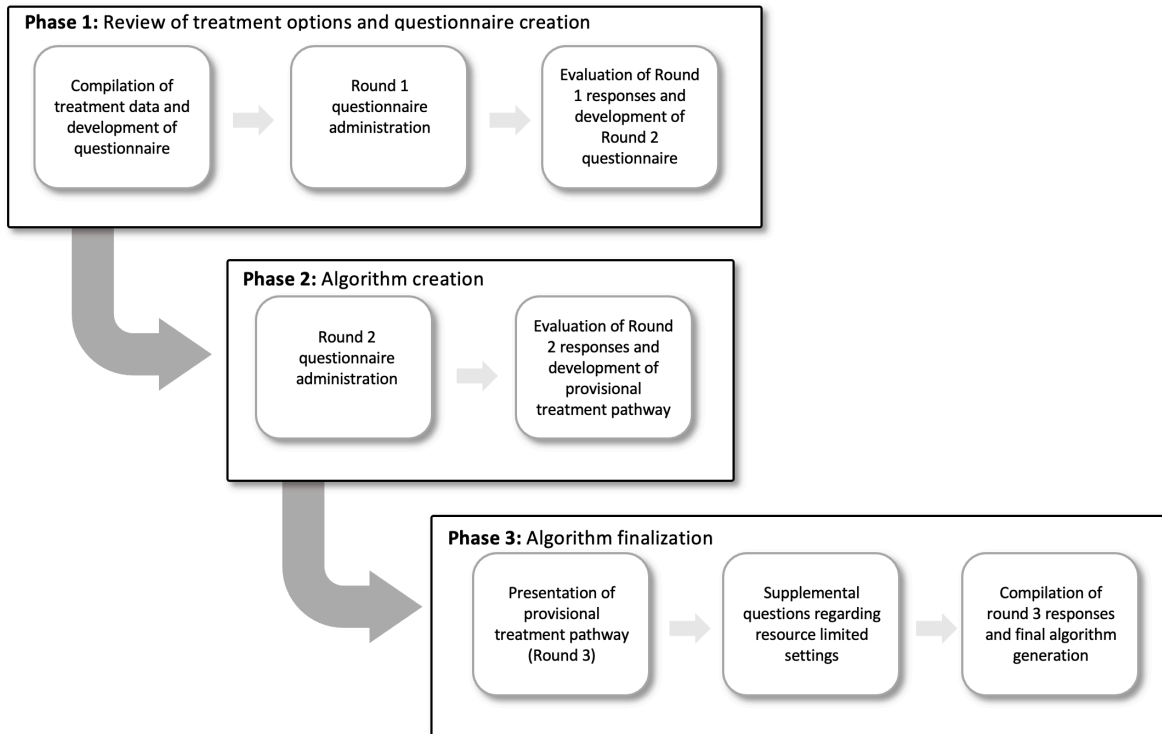 Phase 1: Review of treatment options and questionnaire creation
Compilation of
treatment data and
development of
questionnaire
Round 1
questionnaire
administration
Evaluation of Round
1 responses and
development of
Round 2
questionnaire
Phase 2: Algorithm creation
Round 2
questionnaire
administration
Evaluation of Round
2 responses and
development of
provisional
treatment pathway
Phase 3: Algorithm finalization
Presentation of
provisional
treatment pathway
(Round 3)
Supplemental
questions regarding
resource limited
settings
Compilation of
round 3 responses
and final algorithm
generation